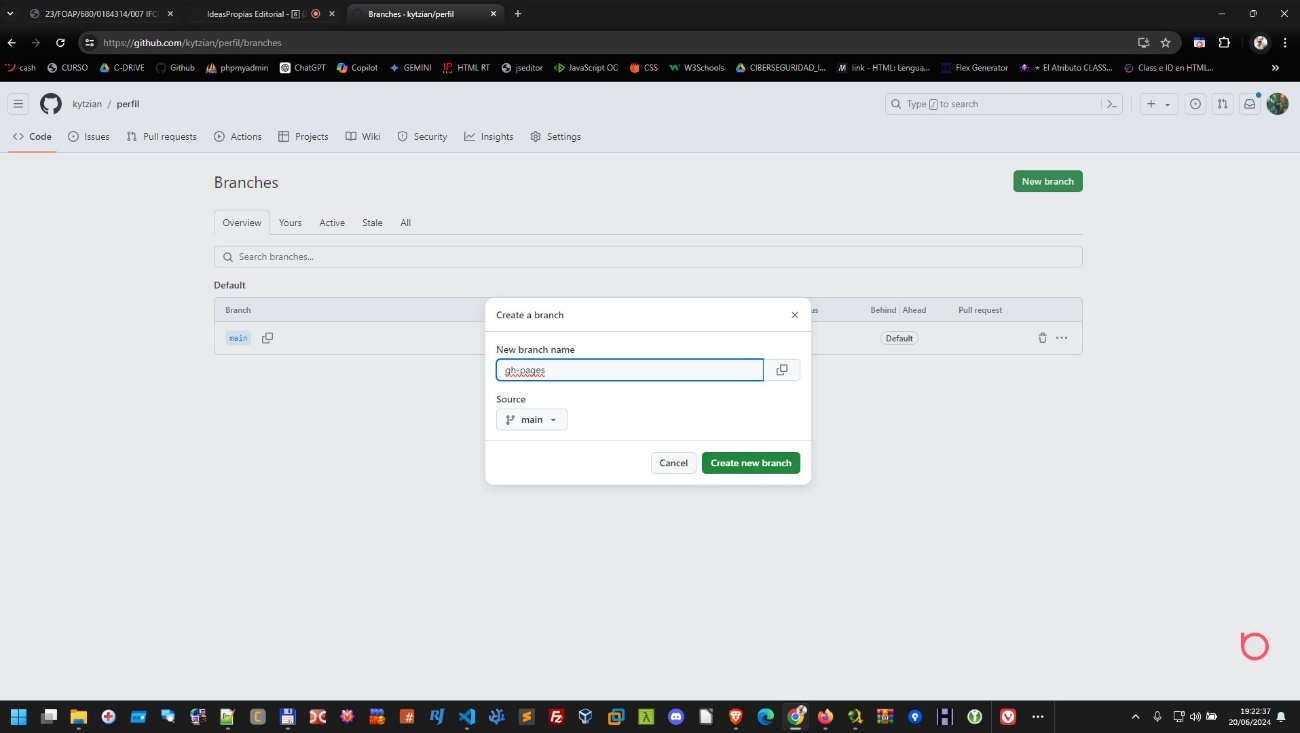 23/FOAP/680/0184314/007 IFC
IdeasPropias Editorial -
Branches · kytzian/perfil
https://github.com/kytzian/perfil/branches
cash
CURSO
C-DRIVE
Github
phpmyadmin
ChatGPT
Copilot
GEMINI
HTML RT
jseditor
JavaScript OC
CSS
W3Schools
CIBERSEGURIDAD_I...
link - HTML: Lengua...
Flex Generator
El Atributo CLASS...
Class e ID en HTML...
kytzian / perfil
Type / to search
Code
Issues
Pull requests
Actions
Projects
Wiki
Security
Insights
Settings
Branches
New branch
Overview
Yours
Active
Stale
All
Search branches...
Default
Branch
Behind
Ahead
Pull request
main
Default
Create a branch
New branch name
gh-pages
Source
main
Cancel
Create new branch
19:22:37
20/06/2024